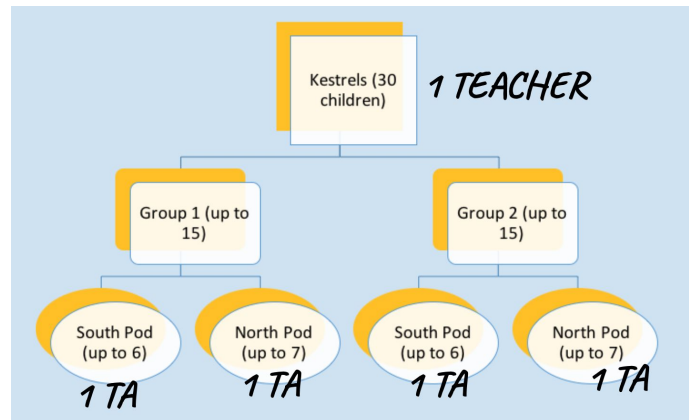 Kestrels (30
children)
1 TEACHER
Group 1 (up to
15)
Group 2 (up to
15)
South Pod
(up to 6)
North Pod
(up to 7)
South Pod
(up to 6)
North Pod
(up to 7)
1 TA
1 TA
1 TA
1 TA